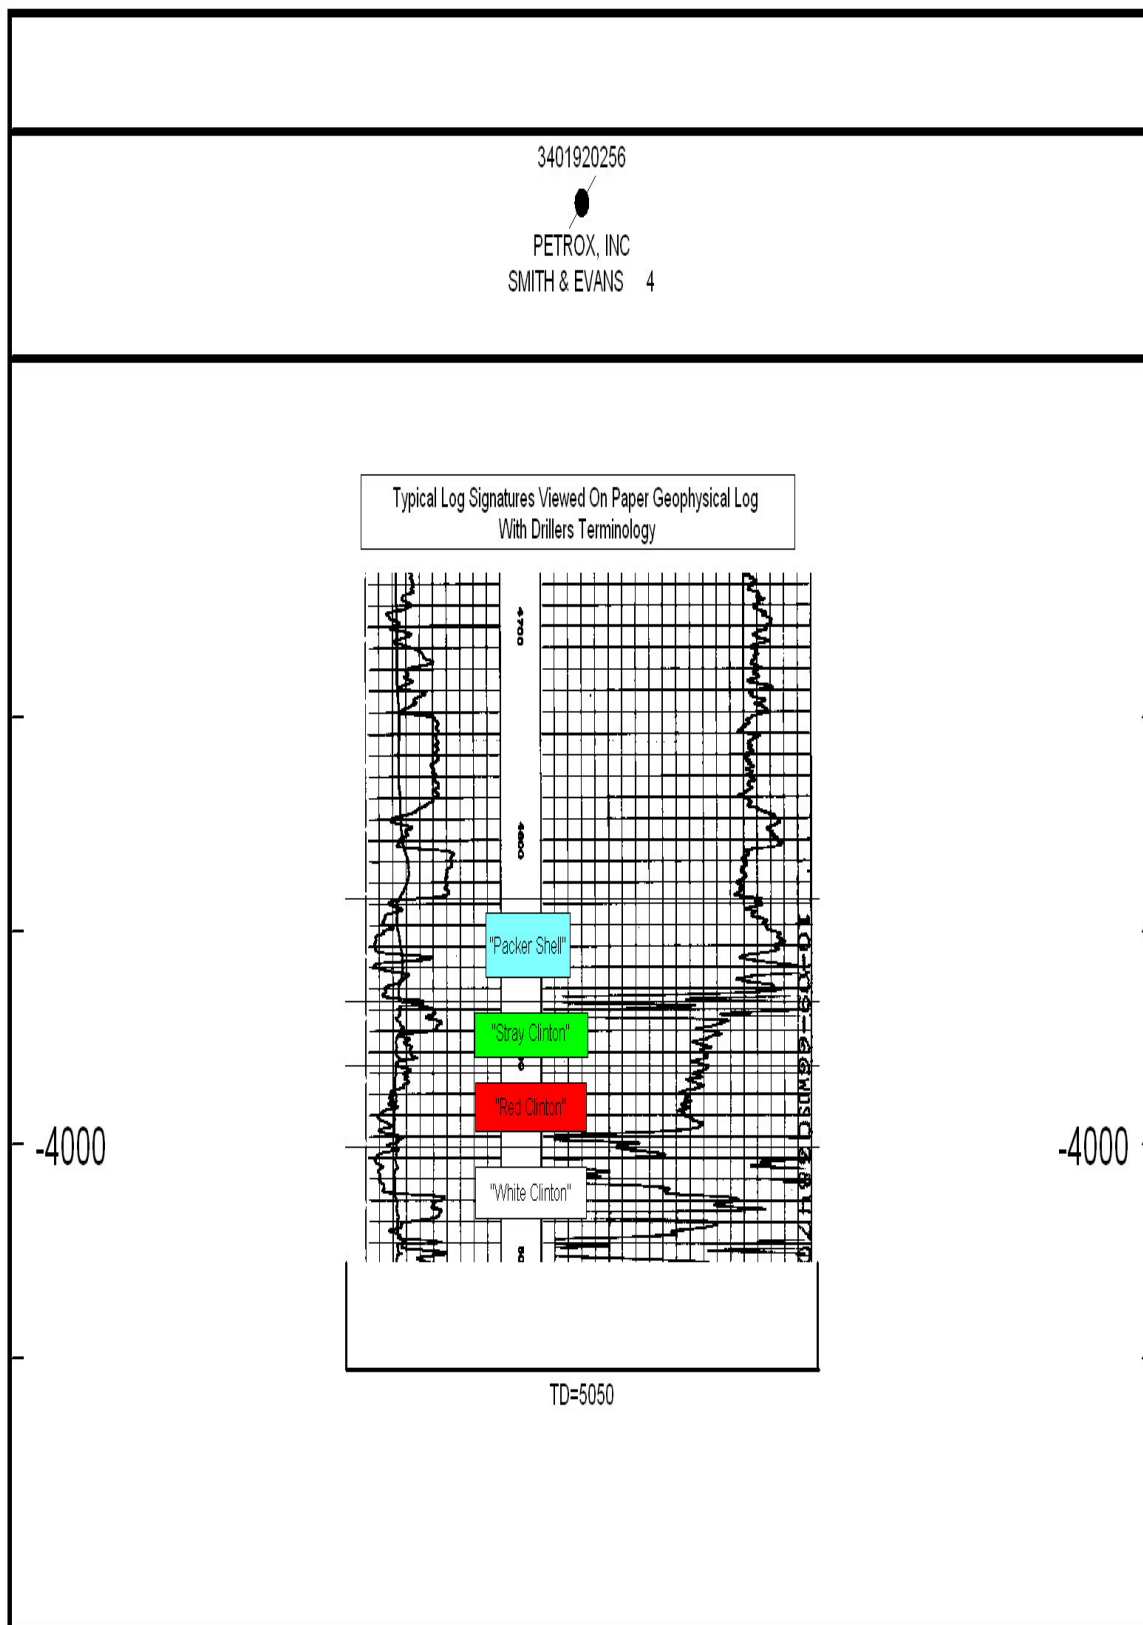 3401920256
PETROX, INC
SMITH & EVANS 4
Typical Log Signatures Viewed On Paper Geophysical Log
With Drillers Terminology
4700
4800
"Packer Shell"
"Stray Clinton"
"Red Clinton"
-4000
-4000
"White Clinton"
TD=5050